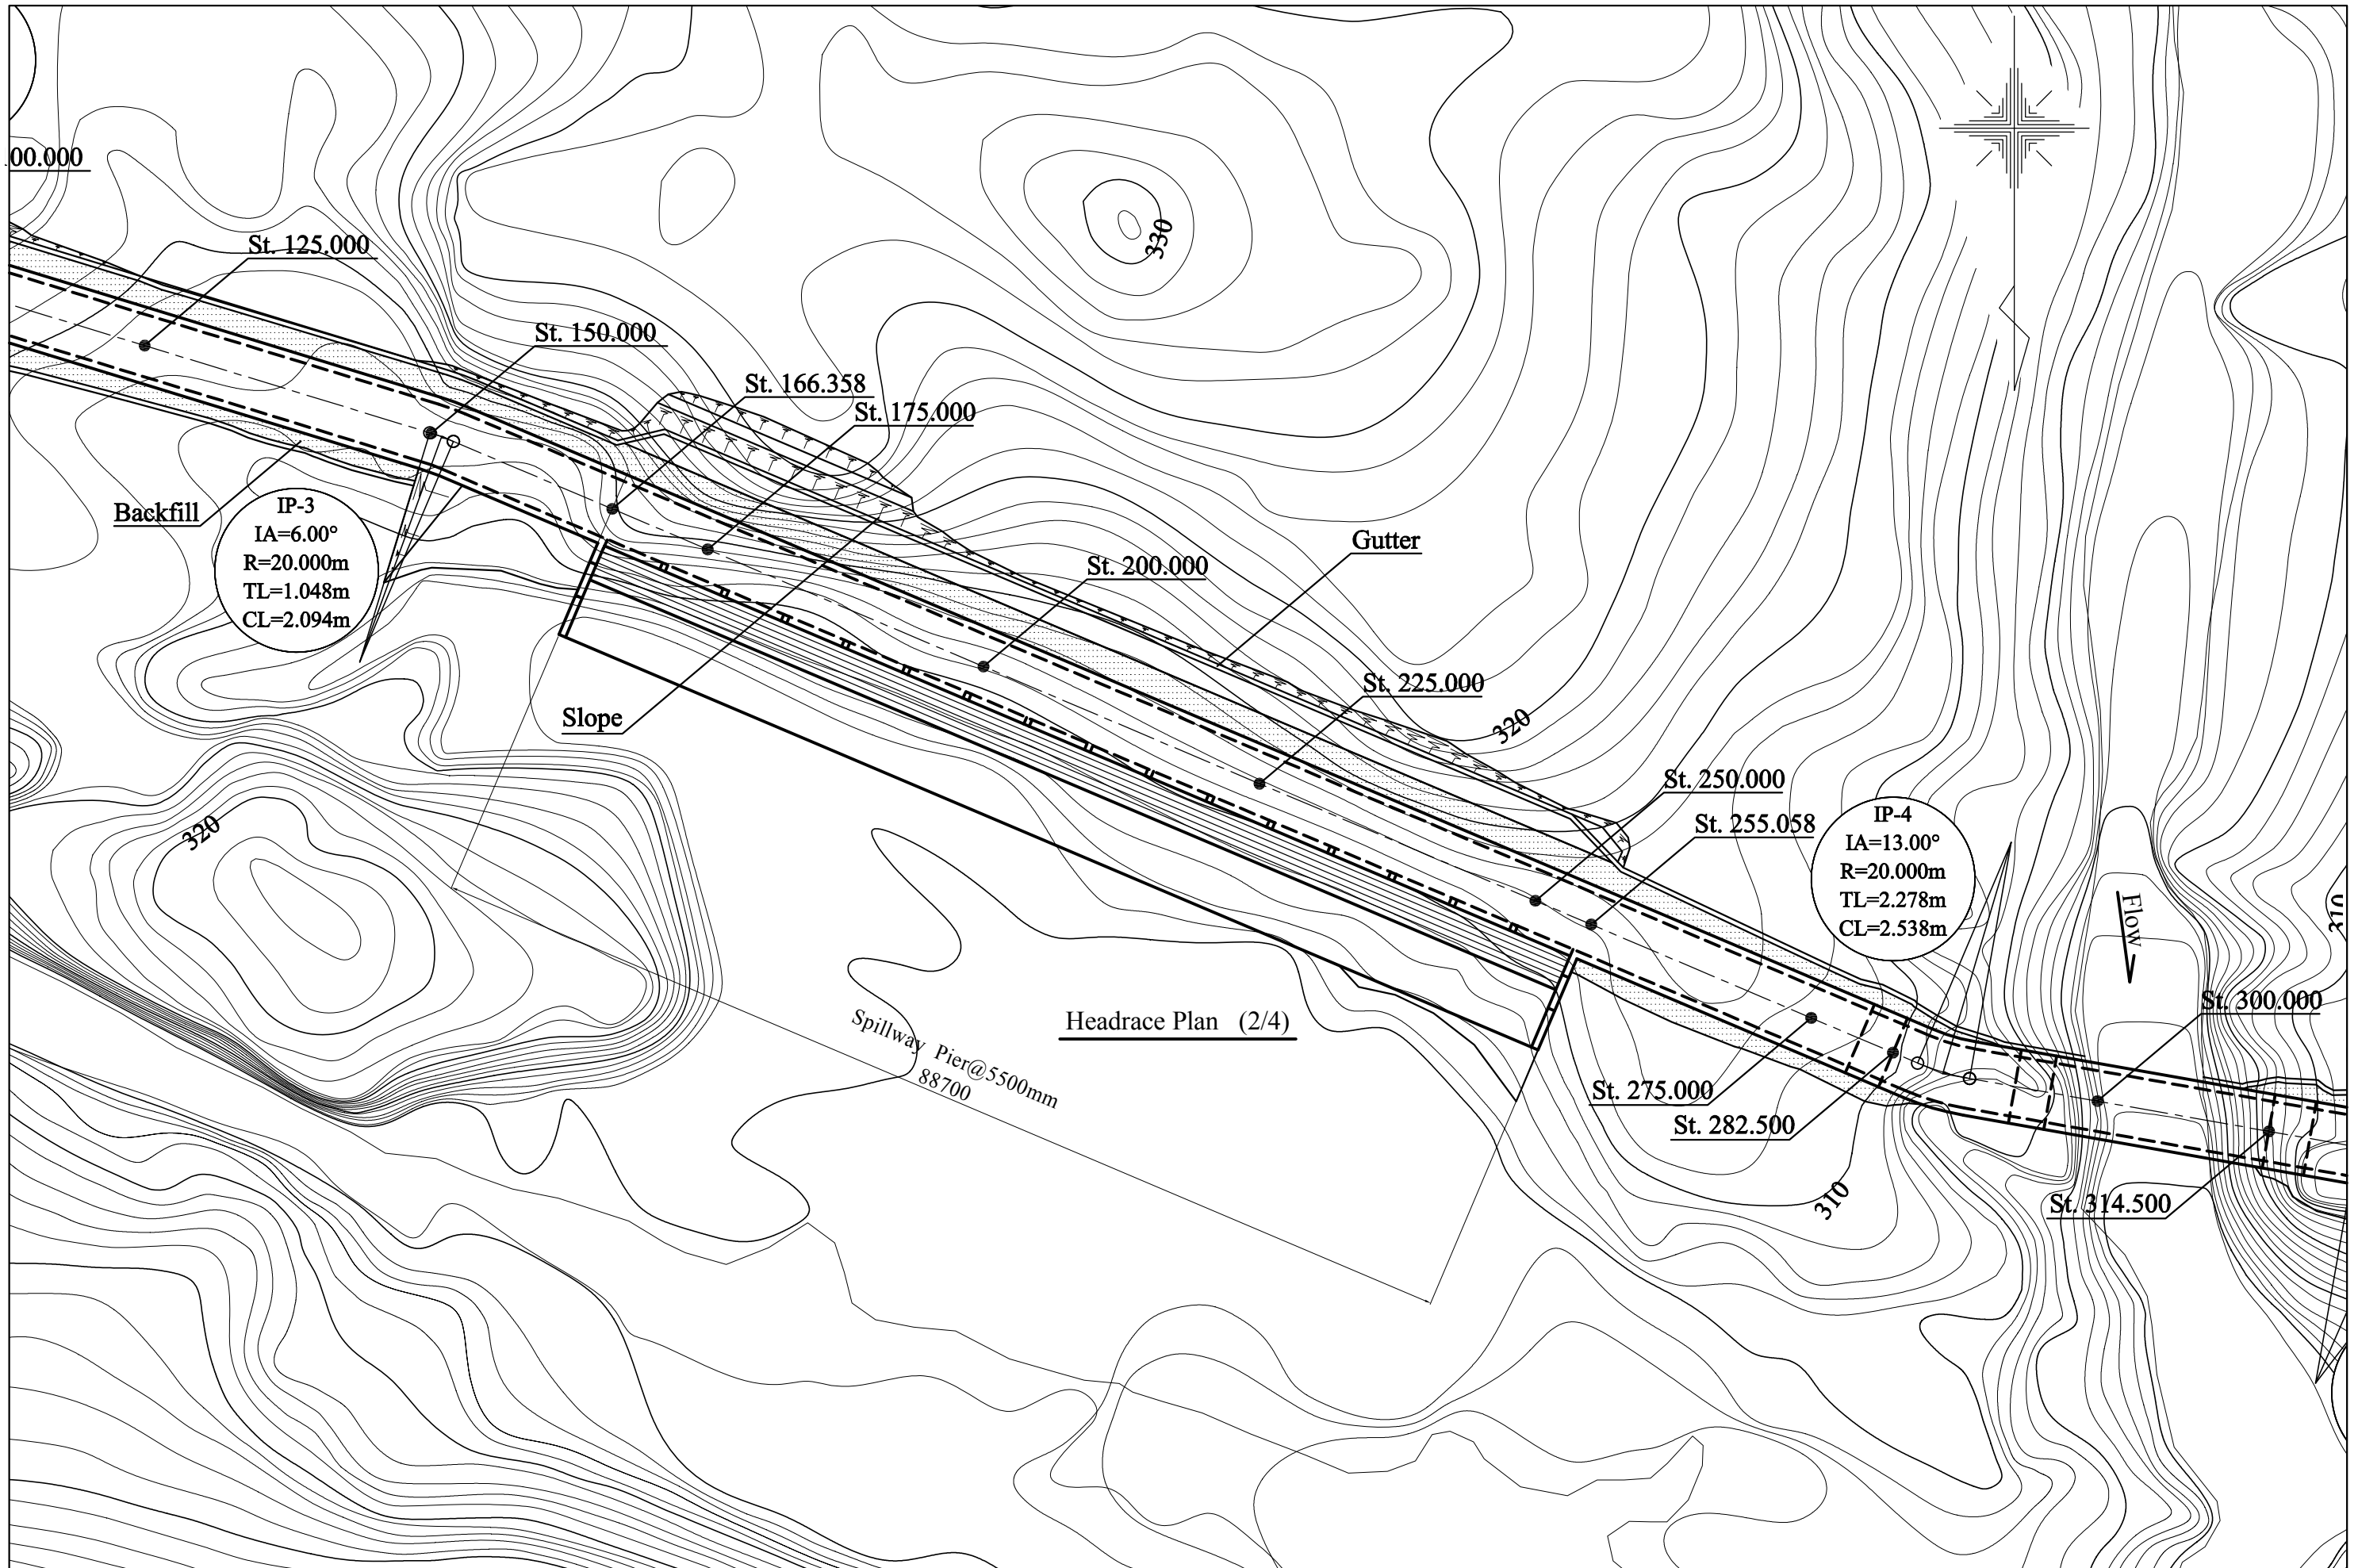 .00.000
St. 125.000
330
St. 150.000
St. 166.358
St. 175.000
Backfill
IP-3
IA=6.00°
R=20.000m
TL=1.048m
CL=2.094m
Gutter
St. 200.000
St. 225.000
Slope
320
St. 250.000
320
St. 255.058
IP-4
IA=13.00°
R=20.000m
TL=2.278m
CL=2.538m
310
Flow
St. 300.000
Spillway Pier@5500mm
88700
Headrace Plan (2/4)
St. 275.000
St. 282.500
310
St. 314.500